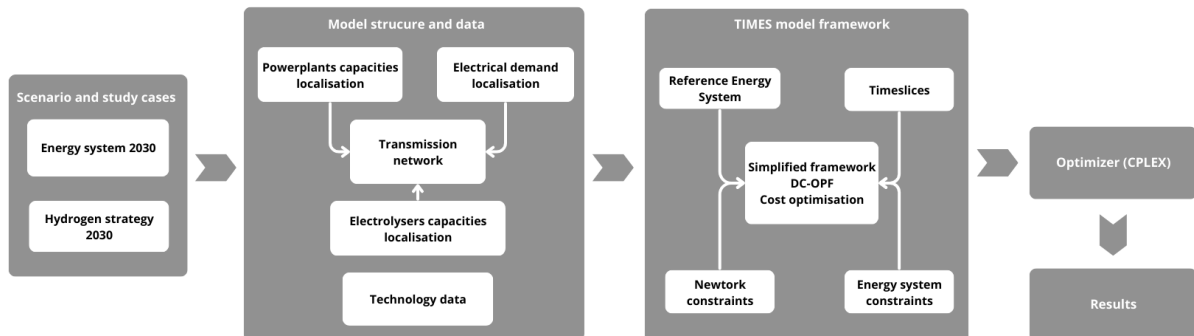 Scenario and study cases
Energy system 2030
Hydrogen strategy
2030
Model strucure and data
Powerplants capacities
localisation
Electrical demand
localisation
Transmission
network
Electrolysers capacities
localisation
Technology data
TIMES model framework
Reference Energy
System
Timeslices
Simplified framework
DC-OPF
Cost optimisation
Newtork
constraints
Energy system
constraints
Optimizer (CPLEX)
Results